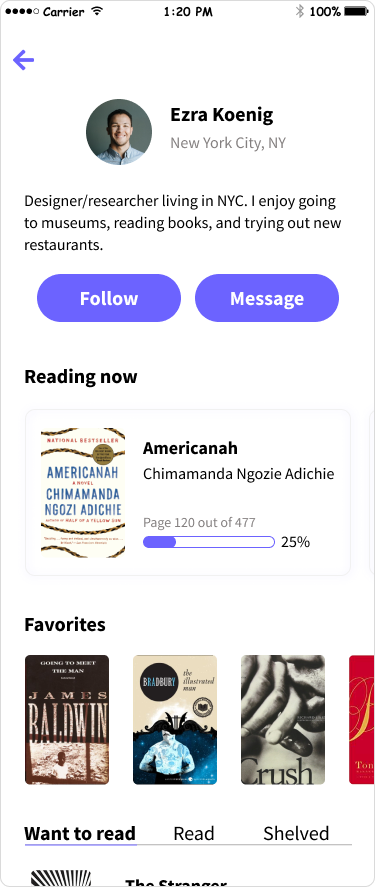 Carrier 1:20 PM 100%
Ezra Koenig
New York City, NY
Designer/researcher living in NYC. I enjoy going
to museums, reading books, and trying out new
restaurants.
Follow Message
Reading now
NATIONAL BESTSELLER
AMERICANAH
A NOVEL
CHIMAMANDA
NGOZI ADICHIE
AUTHOR OF HALF OF A YELLOW SUN
Americanah
Chimamanda Ngozie Adichie
Page 120 out of 477
25%
Favorites
GOING TO MEET
THE MAN
JAMES
BALDWIN
BRADBURY
the
illustrated
man
Crush
Want to read Read Shelved
The Stranger